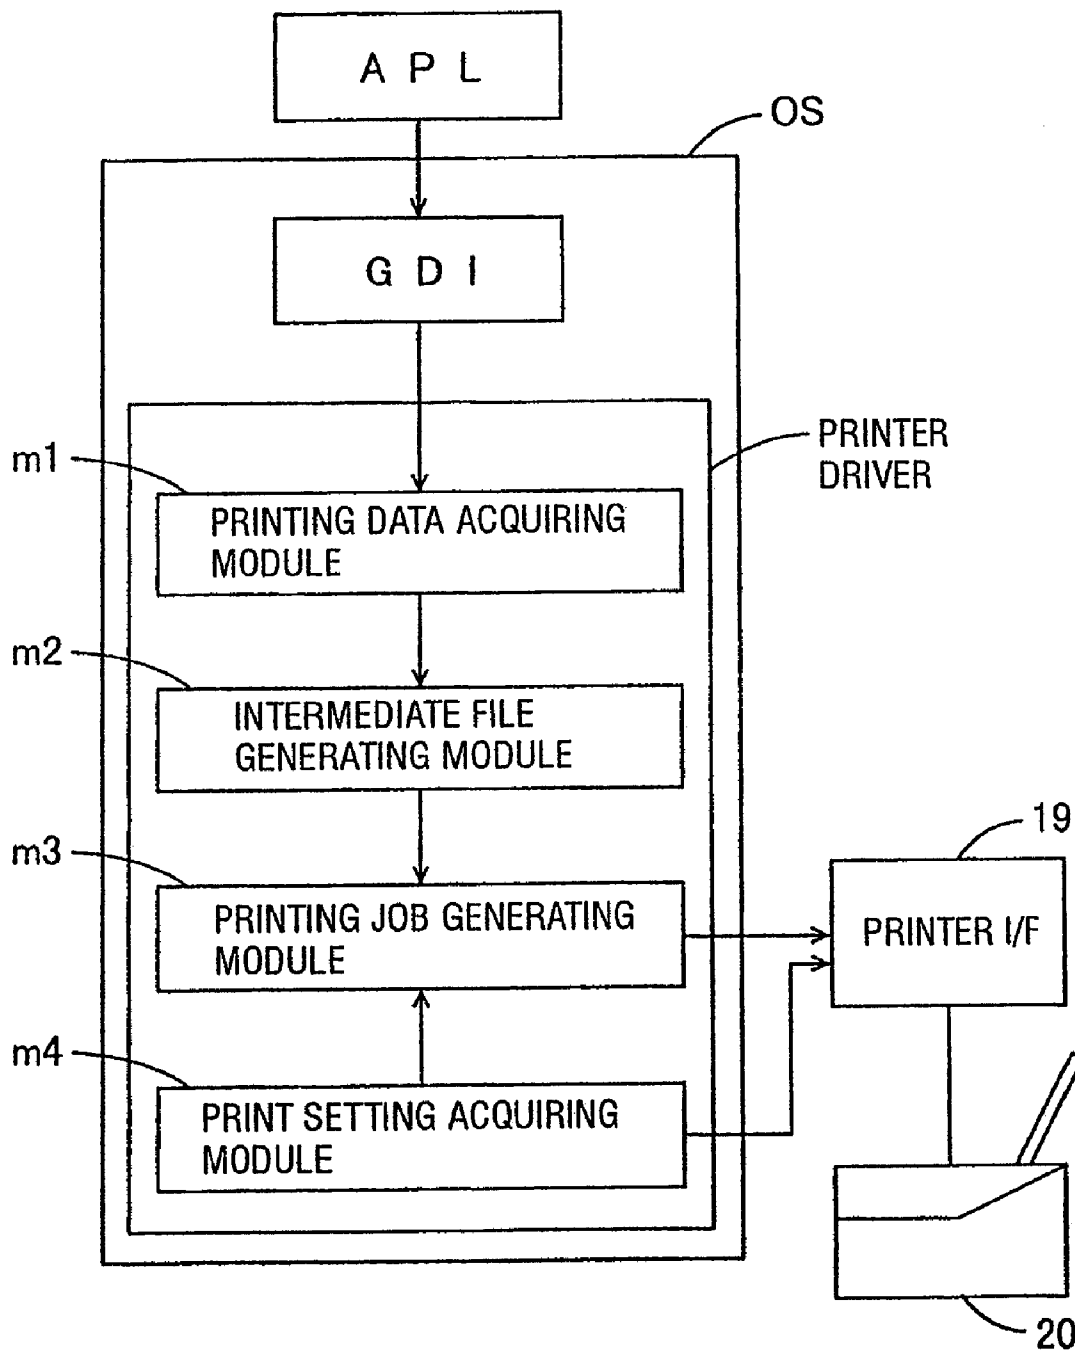 A P L
OS
G D I
PRINTER
DRIVER
m1
PRINTING DATA ACQUIRING
MODULE
m2
INTERMEDIATE FILE
GENERATING MODULE
m3
PRINTING JOB GENERATING
MODULE
19
PRINTER I/F
m4
PRINT SETTING ACQUIRING
MODULE
20